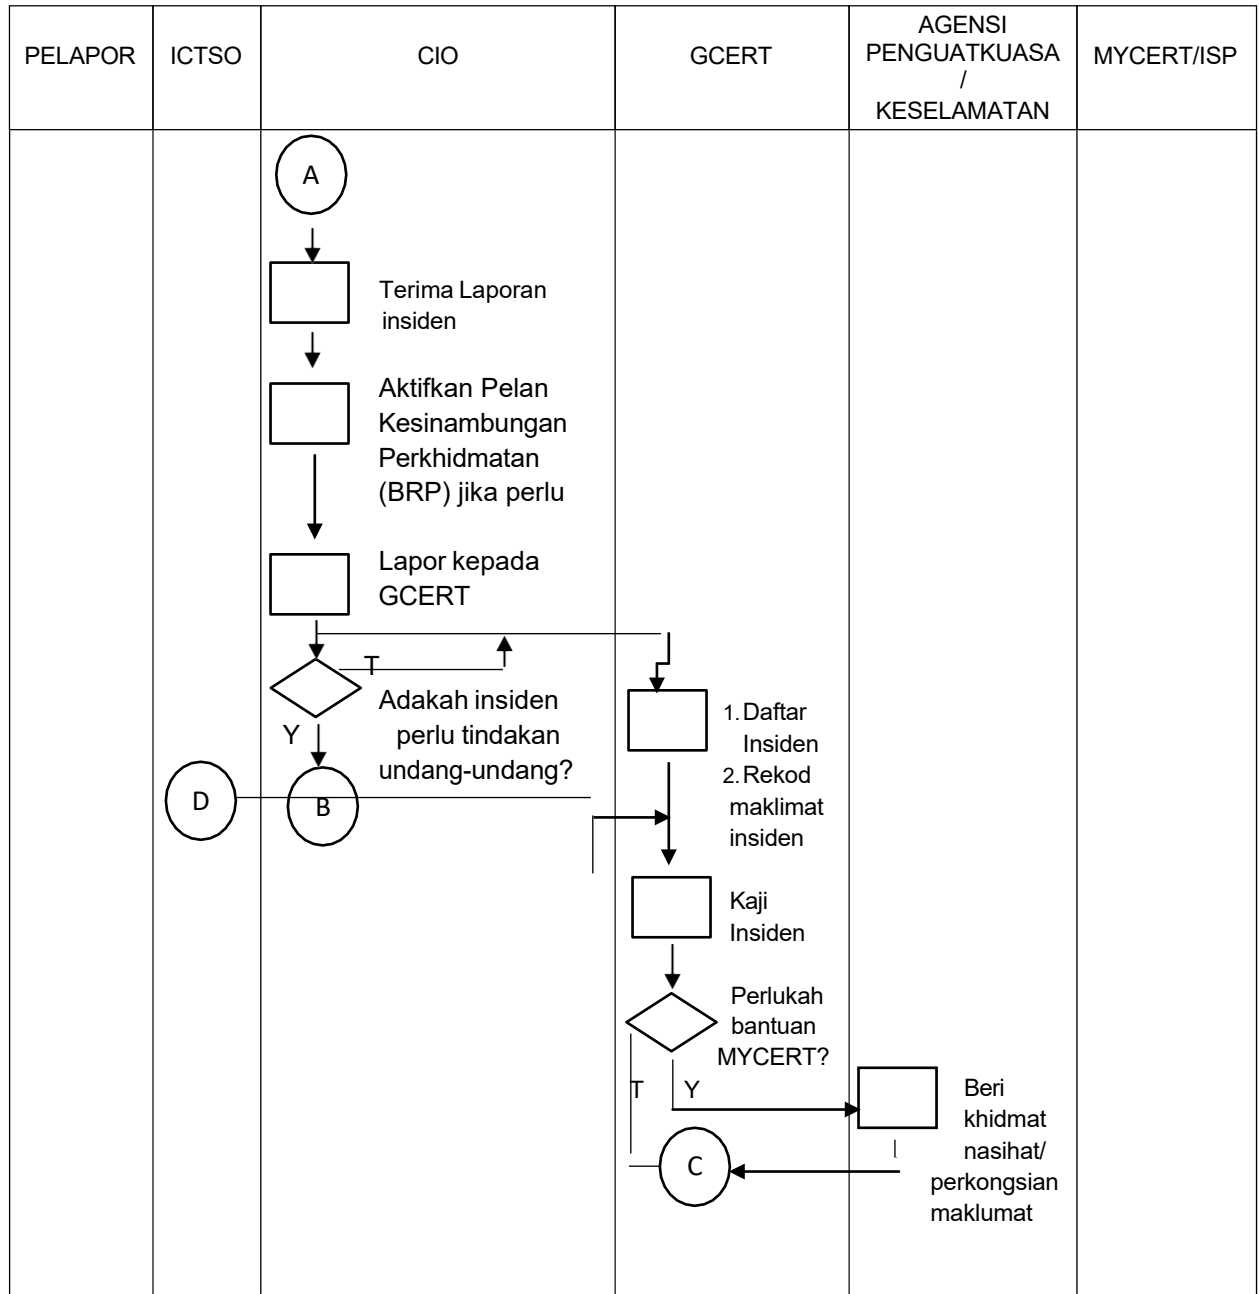 PELAPOR
ICTSO
CIO
GCERT
AGENSI
PENGUATKUASA
/
KESELAMATAN
MYCERT/ISP
A
Terima Laporan
insiden
Aktifkan Pelan
Kesinambungan
Perkhidmatan
(BRP) jika perlu
Lapor kepada
GCERT
T
Adakah insiden
perlu tindakan
undang-undang?
Y
D
B
1. Daftar
Insiden
2. Rekod
maklimat
insiden
Kaji
Insiden
Perlukah
bantuan
MYCERT?
T
Y
Beri
khidmat
nasihat/
perkongsian
maklumat
C